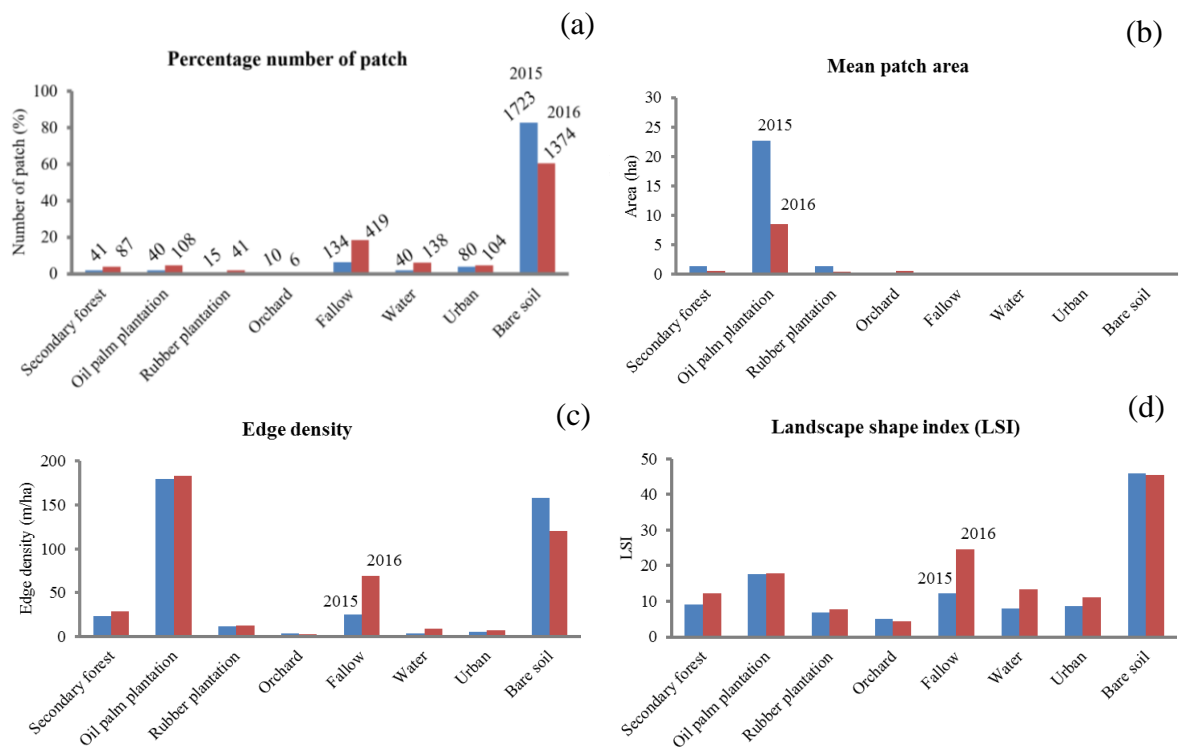 (a)
Percentage number of patch
Number of patch (%)
100
80
60
40
20
0
2015
1723
2016
1374
41
87
40
108
15
41
10
6
134
419
40
138
80
104
Secondary forest
Oil palm plantation
Rubber plantation
Orchard
Fallow
Water
Urban
Bare soil
(b)
Mean patch area
Area (ha)
30
25
20
15
10
5
0
2015
2016
Secondary forest
Oil palm plantation
Rubber plantation
Orchard
Fallow
Water
Urban
Bare soil
(c)
Edge density
Edge density (m/ha)
200
150
100
50
0
2015
2016
Secondary forest
Oil palm plantation
Rubber plantation
Orchard
Fallow
Water
Urban
Bare soil
(d)
Landscape shape index (LSI)
LSI
50
40
30
20
10
0
2015
2016
Secondary forest
Oil palm plantation
Rubber plantation
Orchard
Fallow
Water
Urban
Bare soil